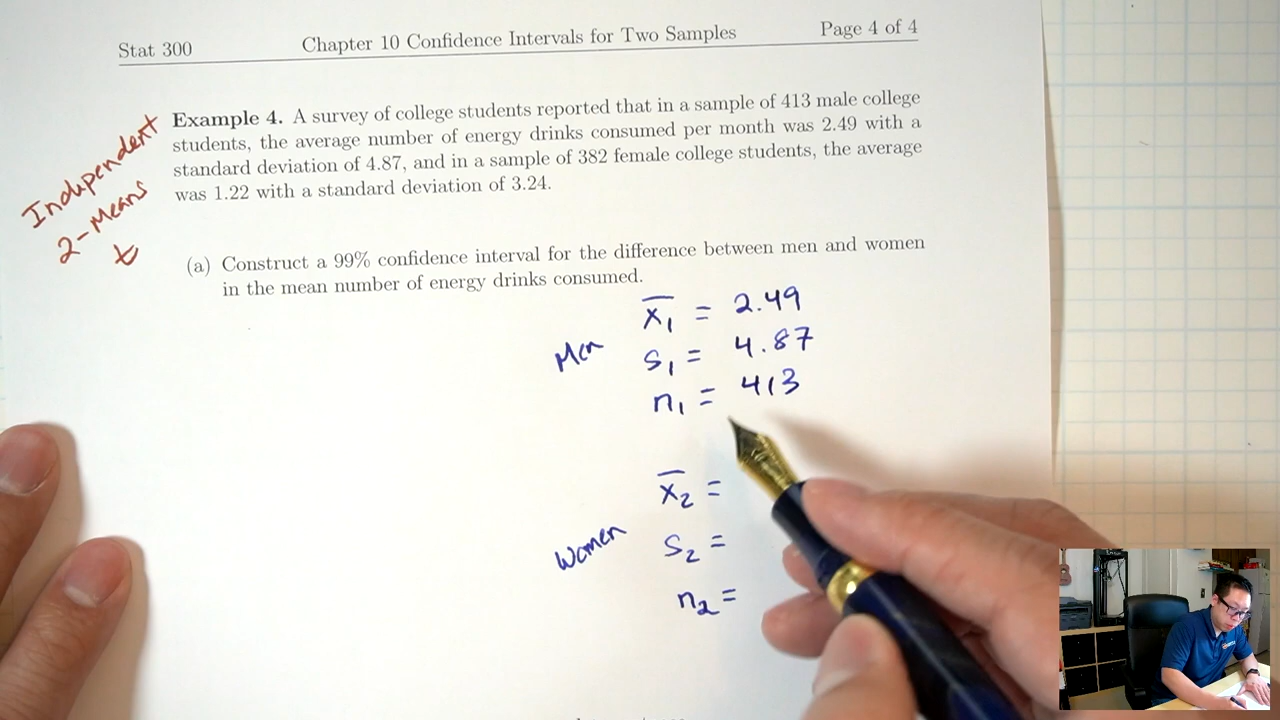 Stat 300 Chapter 10 Confidence Intervals for Two Samples Page 4 of 4
Independent
2-Means
t
Example 4. A survey of college students reported that in a sample of 413 male college
students, the average number of energy drinks consumed per month was 2.49 with a
standard deviation of 4.87, and in a sample of 382 female college students, the average
was 1.22 with a standard deviation of 3.24.
(a) Construct a 99% confidence interval for the difference between men and women
in the mean number of energy drinks consumed.
Men
x̄₁ = 2.49
s₁ = 4.87
n₁ = 413
Women
x̄₂ =
s₂ =
n₂ =